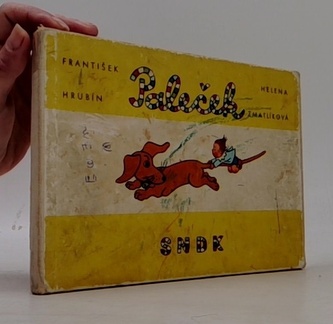 FRANTIŠEK
HRUBÍN
Paleček
HELENA
ZMATLÍKOVÁ
SNDK